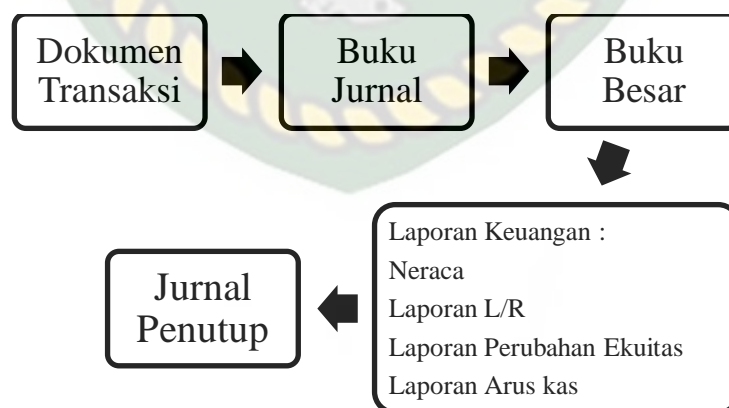 Dokumen
Transaksi
Buku
Jurnal
Buku
Besar
Laporan Keuangan :
Neraca
Laporan L/R
Laporan Perubahan Ekuitas
Laporan Arus kas
Jurnal
Penutup